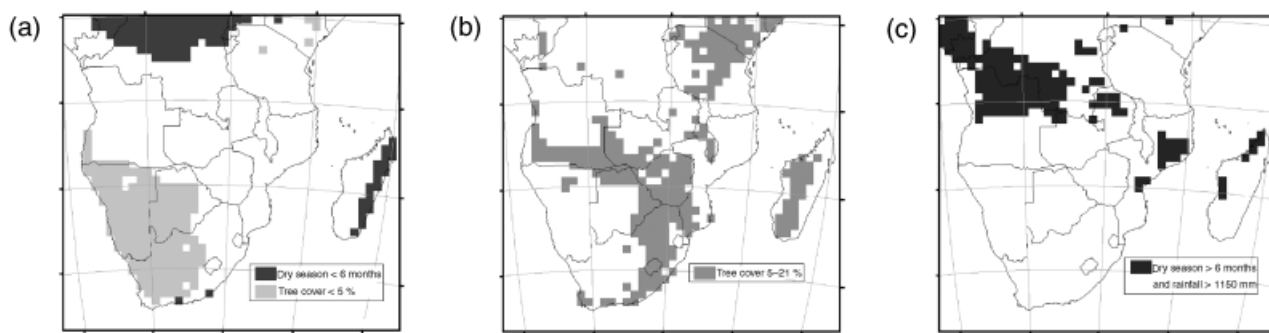 (a)
Dry season < 6 months
Tree cover < 5 %
(b)
Tree cover 5–21 %
(c)
Dry season > 6 months
and rainfall > 1150 mm